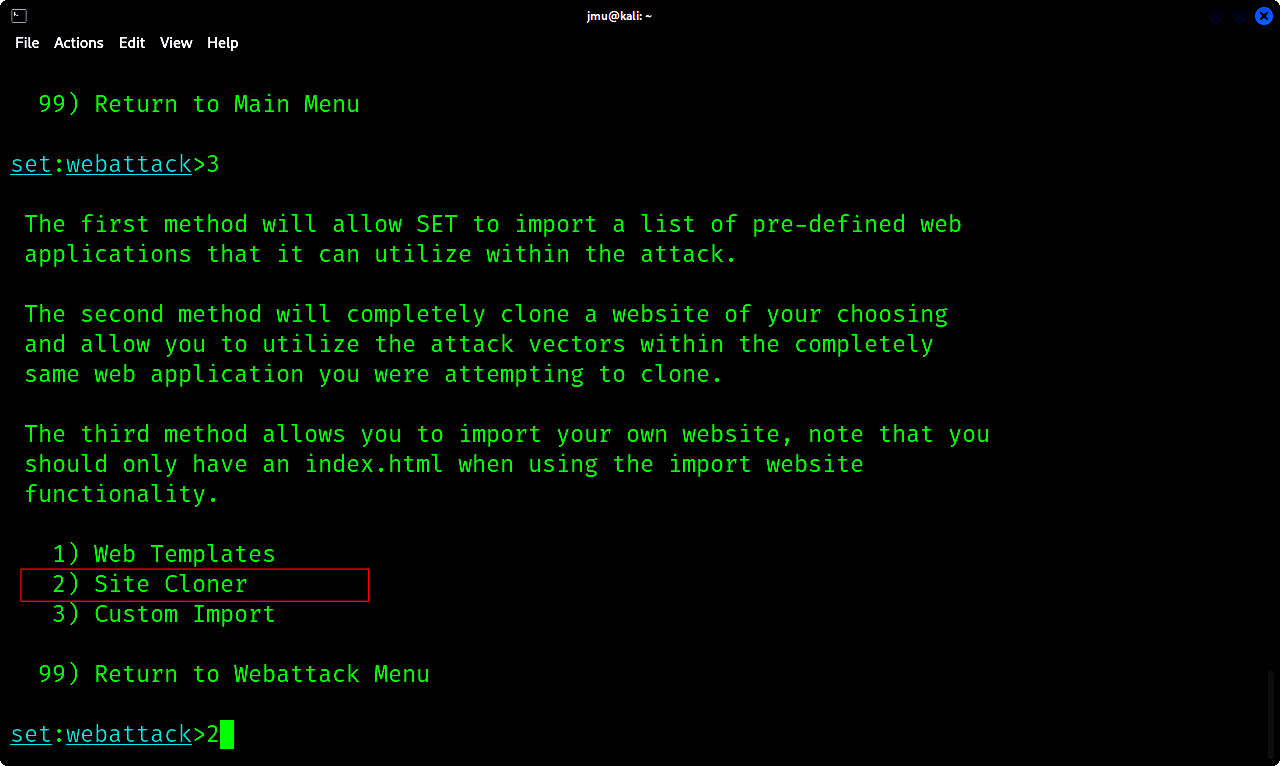 jmu@kali: ~
File Actions Edit View Help
99) Return to Main Menu
set:webattack>3
The first method will allow SET to import a list of pre-defined web
applications that it can utilize within the attack.
The second method will completely clone a website of your choosing
and allow you to utilize the attack vectors within the completely
same web application you were attempting to clone.
The third method allows you to import your own website, note that you
should only have an index.html when using the import website
functionality.
1) Web Templates
2) Site Cloner
3) Custom Import
99) Return to Webattack Menu
set:webattack>2